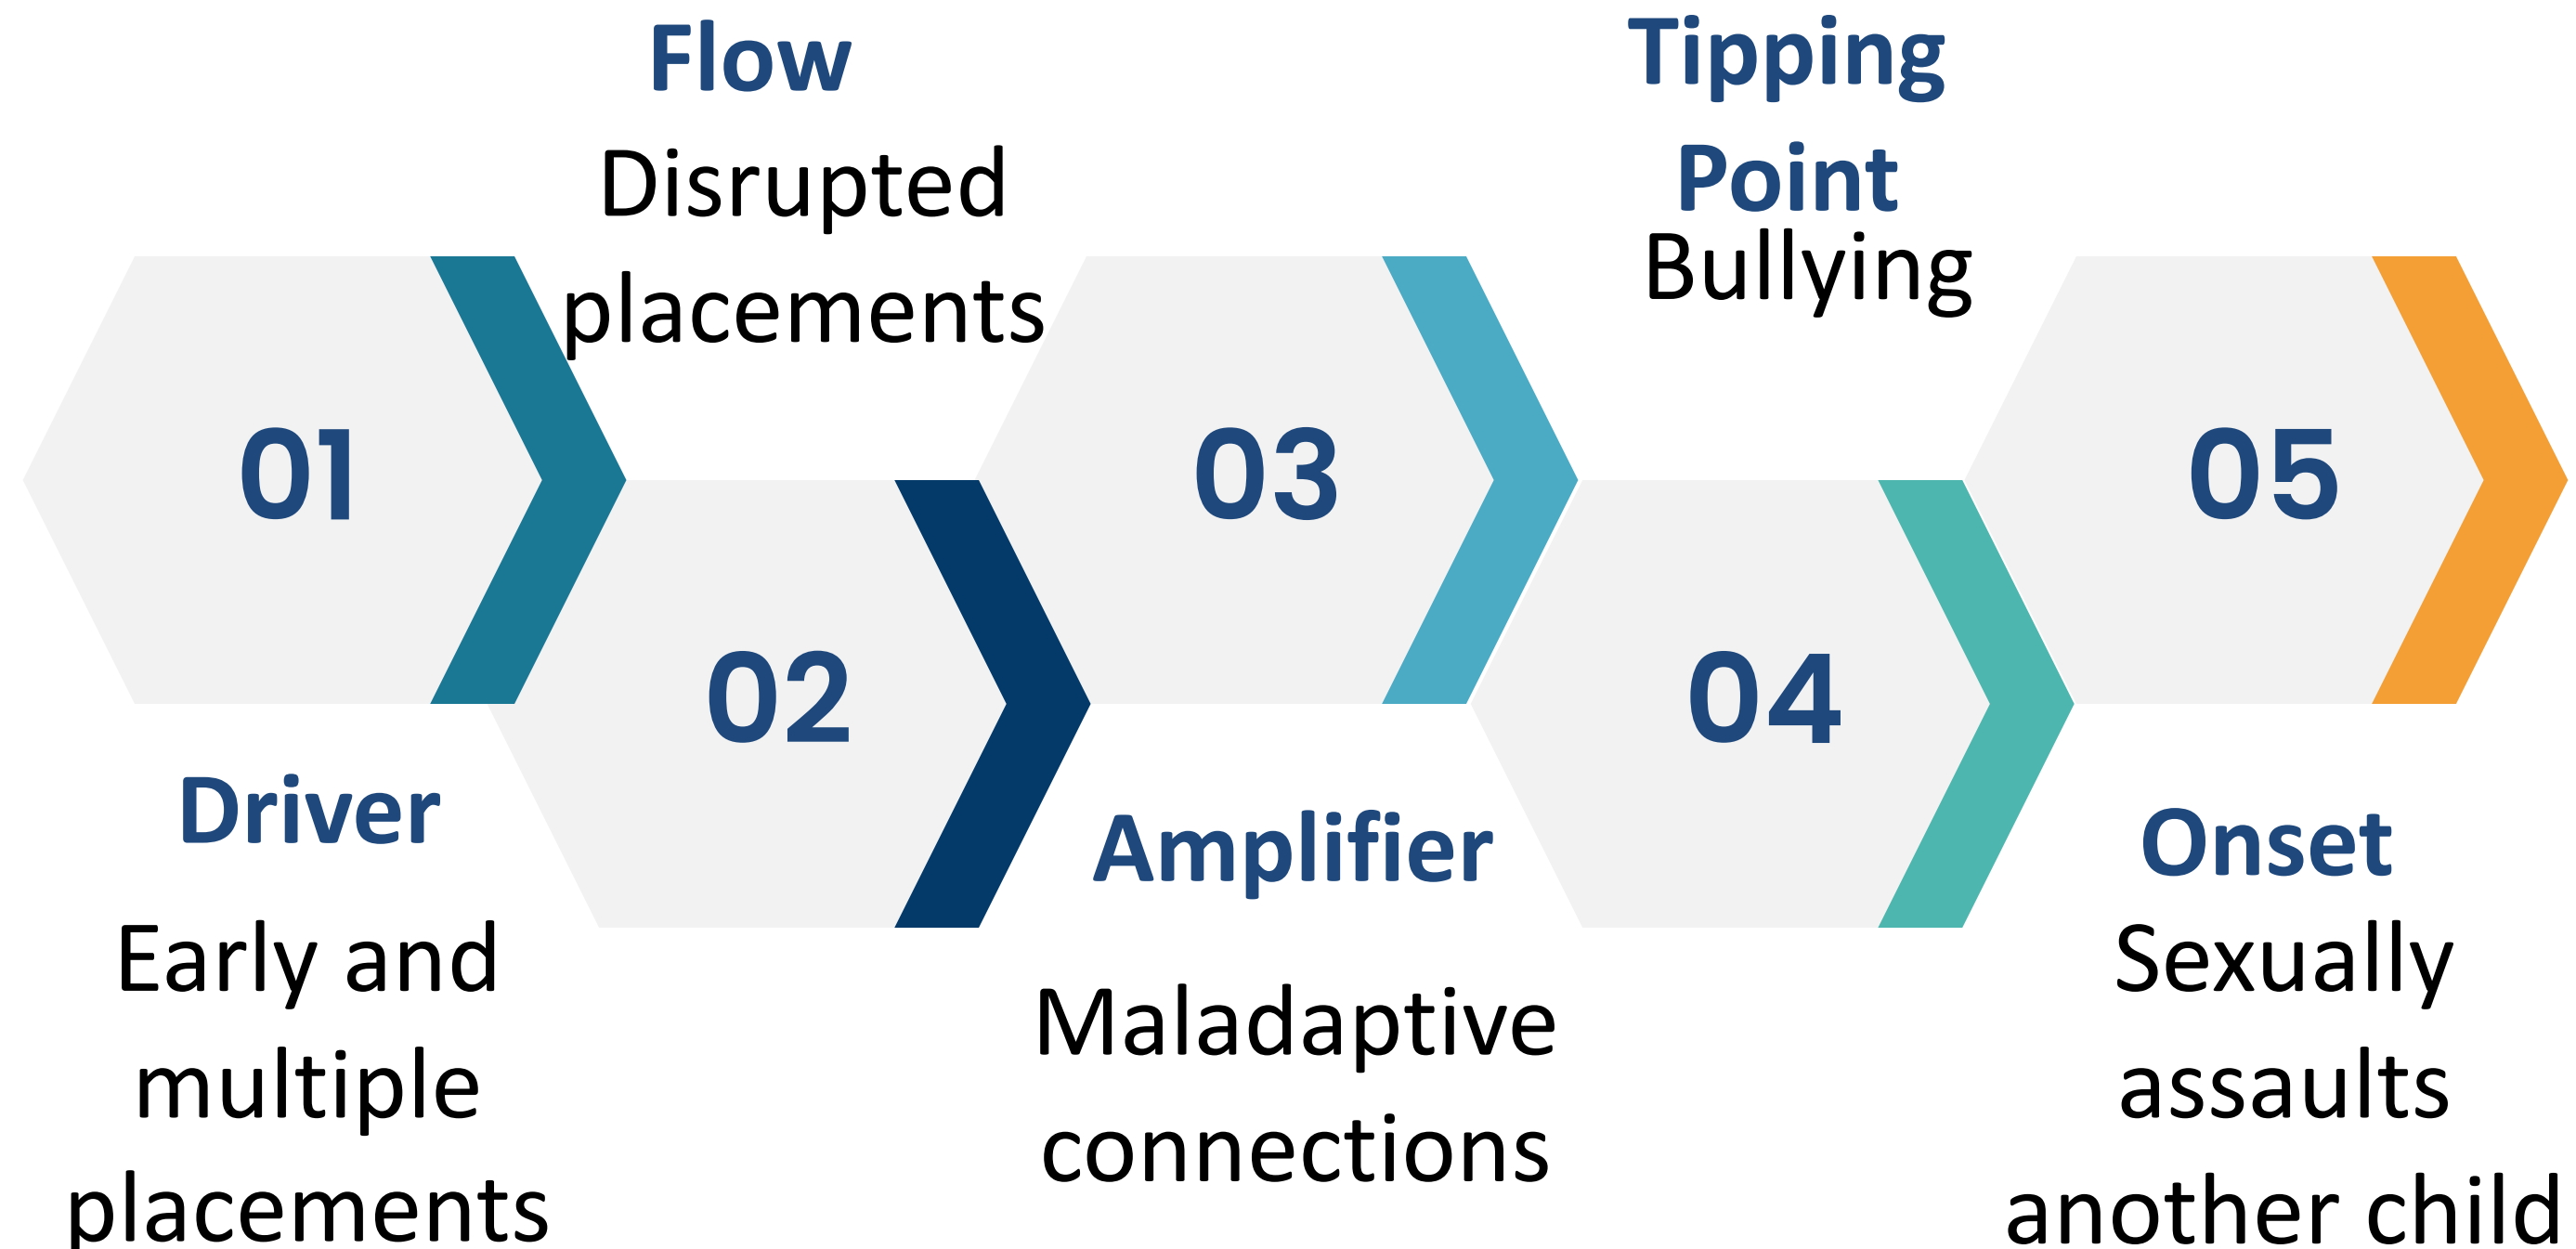 01
Driver
Early and
multiple
placements
Flow
Disrupted
placements
02
03
Amplifier
Maladaptive
connections
Tipping
Point
Bullying
04
05
Onset
Sexually
assaults
another child